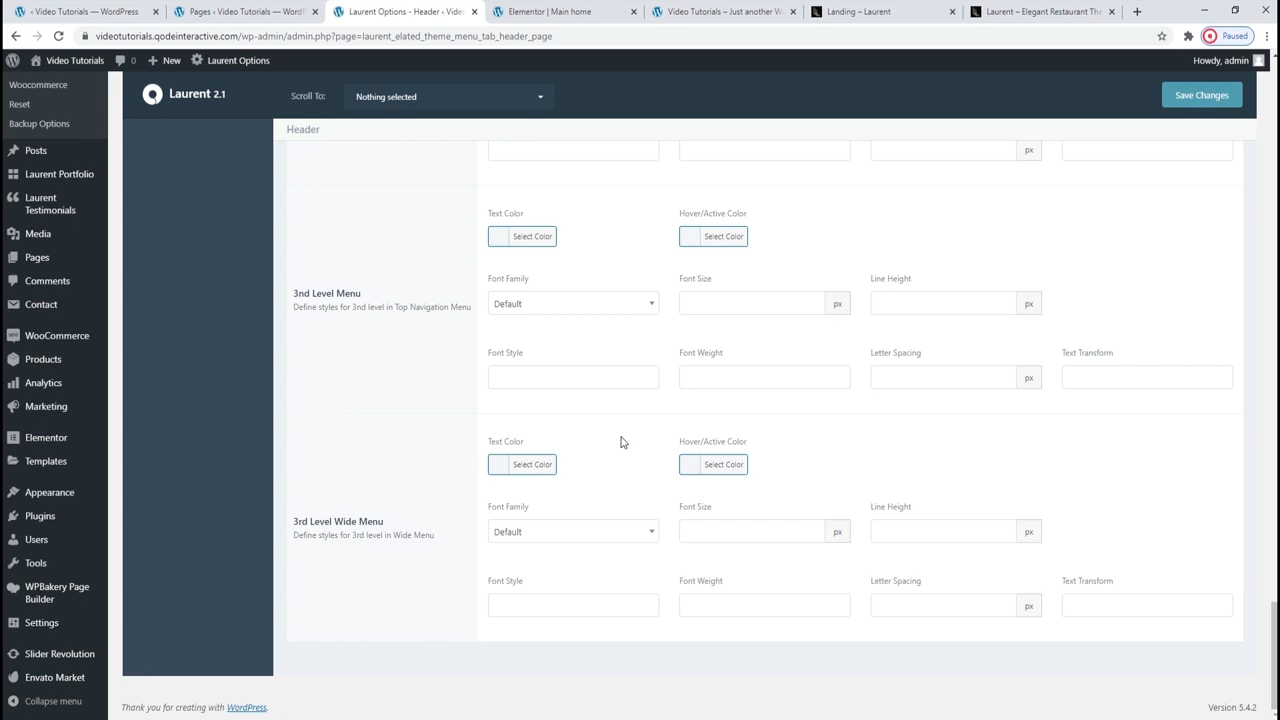 Video Tutorials ‹ — WordPress
Pages ‹ Video Tutorials — WordP
Laurent Options - Header ‹ Video
Elementor | Main home
Video Tutorials – Just another W
Landing – Laurent
Laurent – Elegant Restaurant The
videotutorials.qodeinteractive.com/wp-admin/admin.php?page=laurent_elated_theme_menu_tab_header_page
Paused
Video Tutorials
0
New
Laurent Options
Howdy, admin
Woocommerce
Reset
Backup Options
Posts
Laurent Portfolio
Laurent
Testimonials
Media
Pages
Comments
Contact
WooCommerce
Products
Analytics
Marketing
Elementor
Templates
Appearance
Plugins
Users
Tools
WPBakery Page
Builder
Settings
Slider Revolution
Envato Market
Collapse menu
Laurent 2.1
Scroll To:
Nothing selected
Save Changes
Header
px
3nd Level Menu
Define styles for 3nd level in Top Navigation Menu
Text Color
Hover/Active Color
Select Color
Select Color
Font Family
Font Size
Line Height
Default
px
px
Font Style
Font Weight
Letter Spacing
Text Transform
px
3rd Level Wide Menu
Define styles for 3rd level in Wide Menu
Text Color
Hover/Active Color
Select Color
Select Color
Font Family
Font Size
Line Height
Default
px
px
Font Style
Font Weight
Letter Spacing
Text Transform
px
Thank you for creating with WordPress.
Version 5.4.2